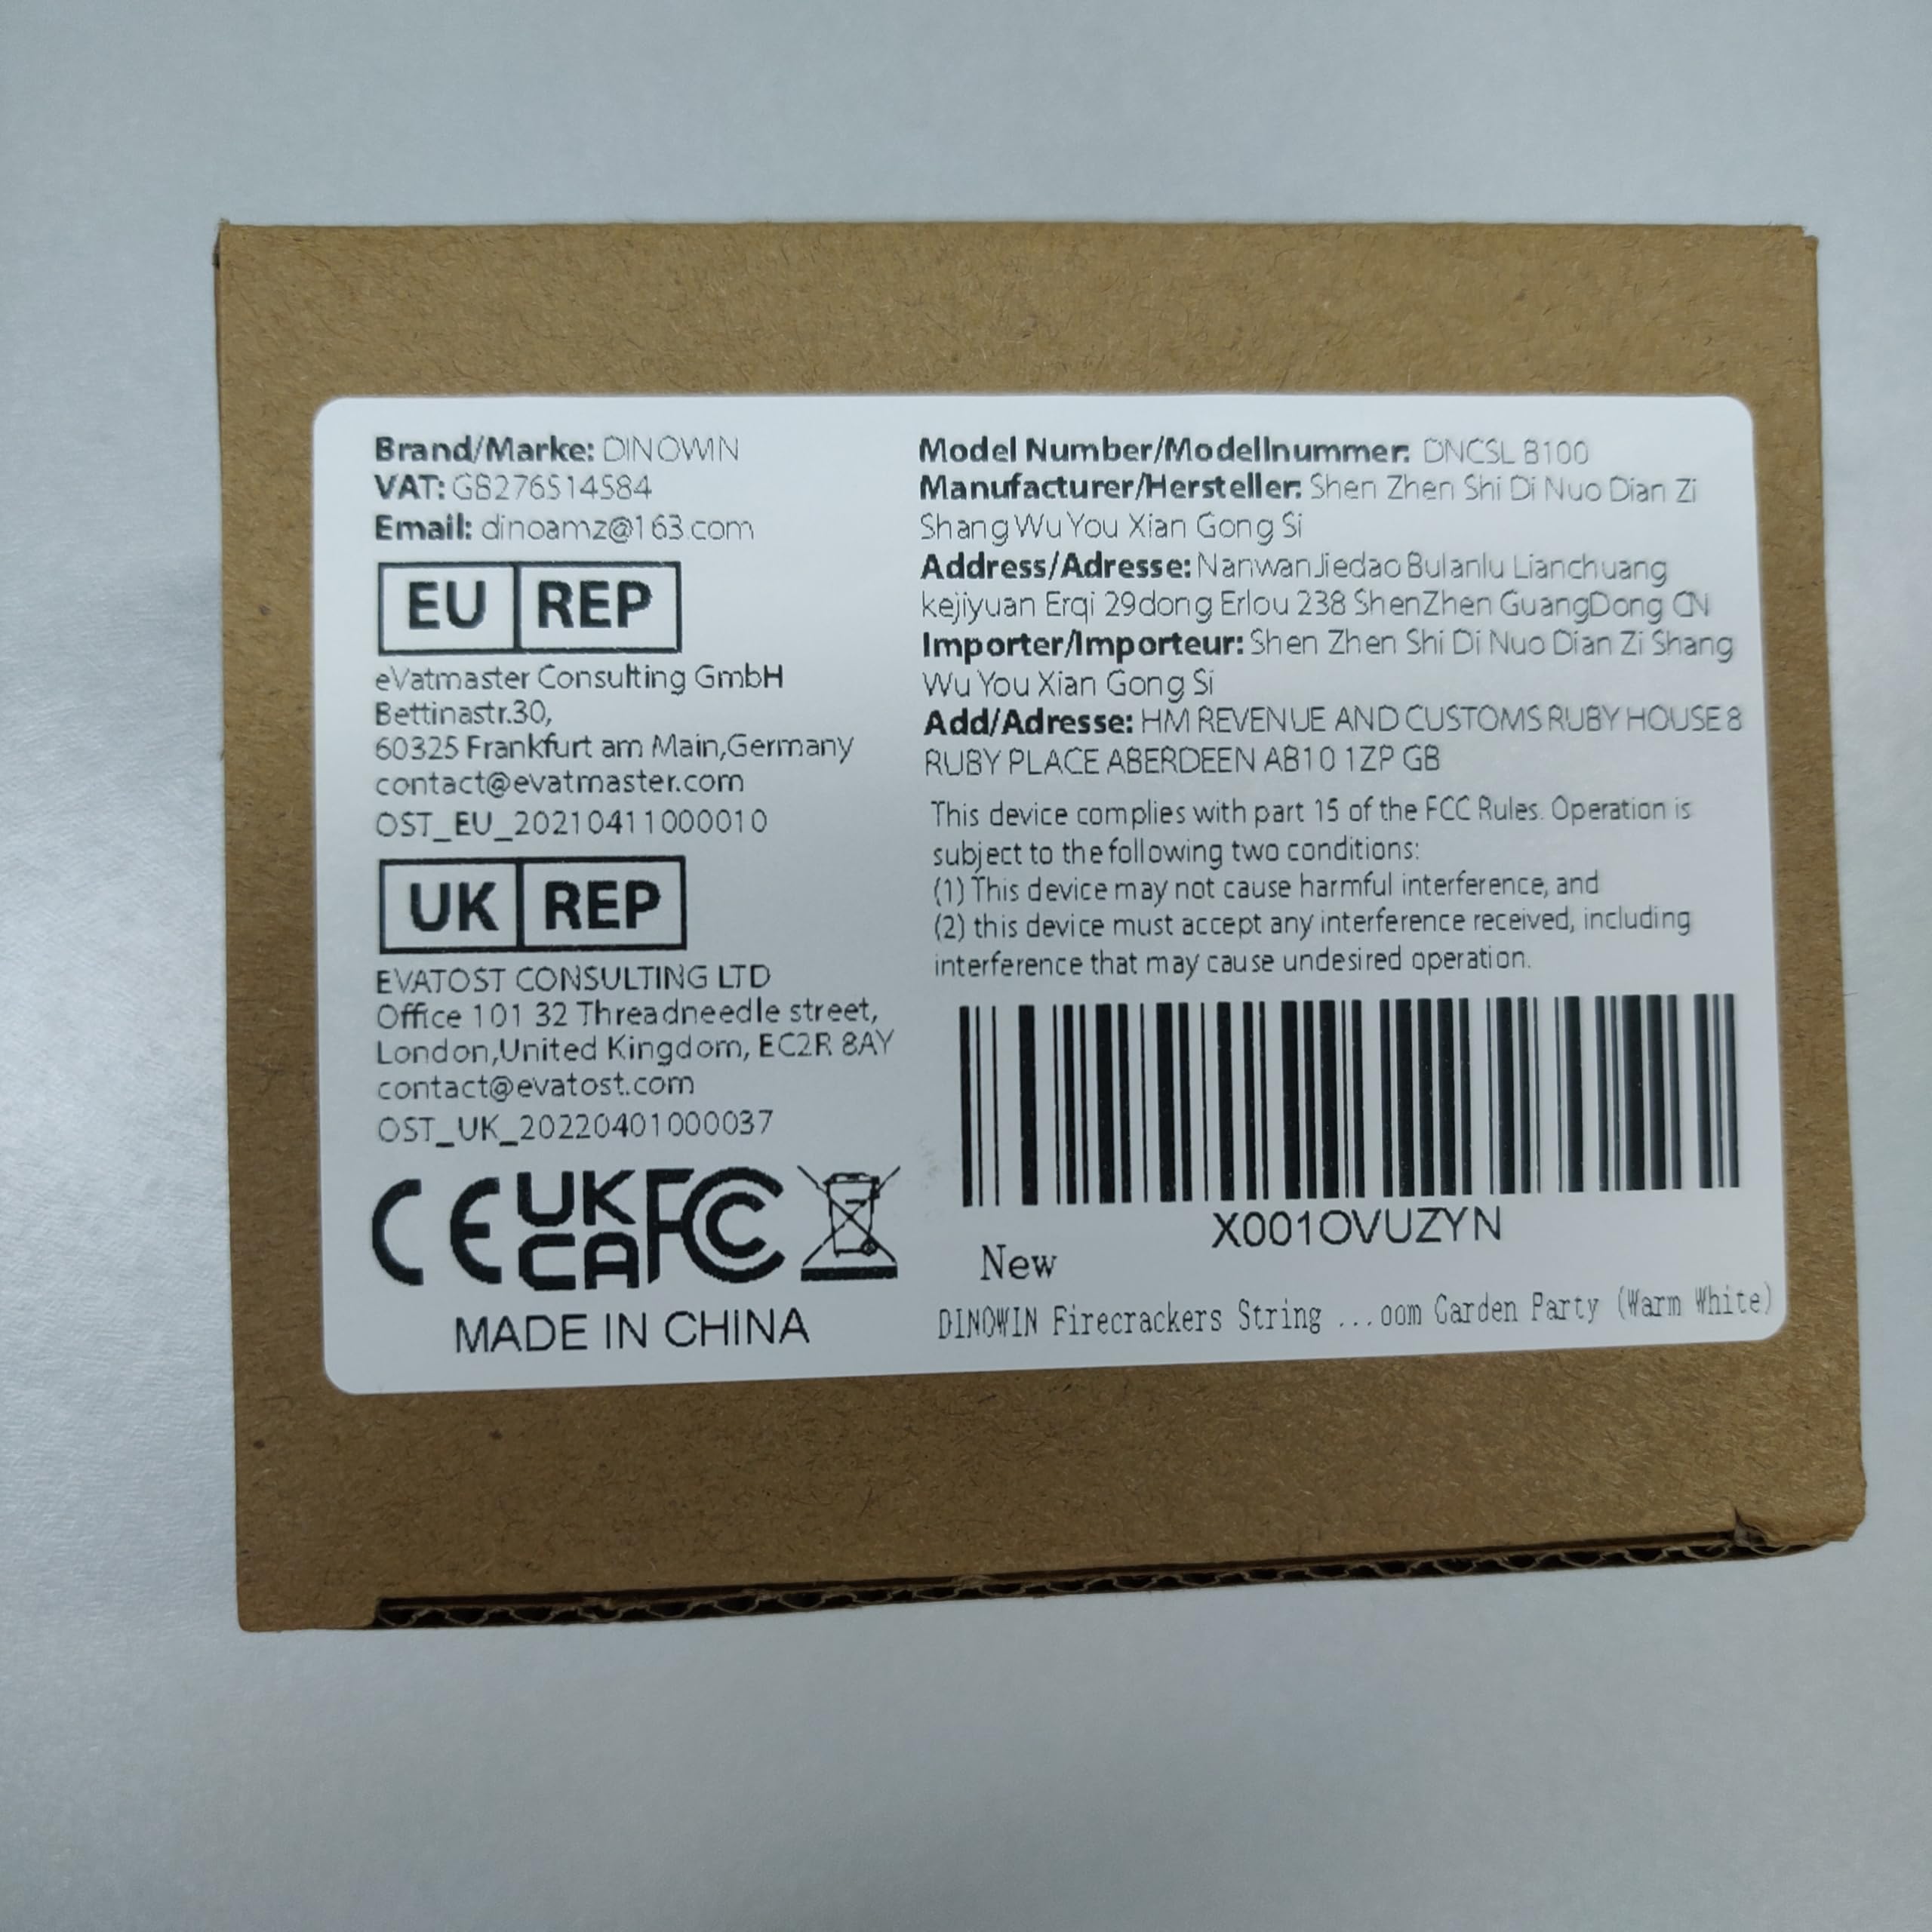 Brand/Marke: DINOWIN
VAT: GB276514584
Email: dinoamz@163.com
EU REP
eVatmaster Consulting GmbH
Bettinastr.30,
60325 Frankfurt am Main,Germany
contact@evatmaster.com
OST_EU_20210411000010
UK REP
EVATOST CONSULTING LTD
Office 101 32 Threadneedle street,
London,United Kingdom, EC2R 8AY
contact@evatost.com
OST_UK_20220401000037
CE UK CA FC
MADE IN CHINA
Model Number/Modellnummer: DNCSL B100
Manufacturer/Hersteller: Shen Zhen Shi Di Nuo Dian Zi
Shang Wu You Xian Gong Si
Address/Adresse: NanwanJiedao Bulanlu Lianchuang
kejiyuan Erqi 29dong Erlou 238 ShenZhen GuangDong CN
Importer/Importeur: Shen Zhen Shi Di Nuo Dian Zi Shang
Wu You Xian Gong Si
Add/Adresse: HM REVENUE AND CUSTOMS RUBY HOUSE 8
RUBY PLACE ABERDEEN AB10 1ZP GB
This device complies with part 15 of the FCC Rules. Operation is
subject to the following two conditions:
(1) This device may not cause harmful interference, and
(2) this device must accept any interference received, including
interference that may cause undesired operation.
X001OVUZYN
New
DINOWIN Firecrackers String ...oom Garden Party (Warm White)